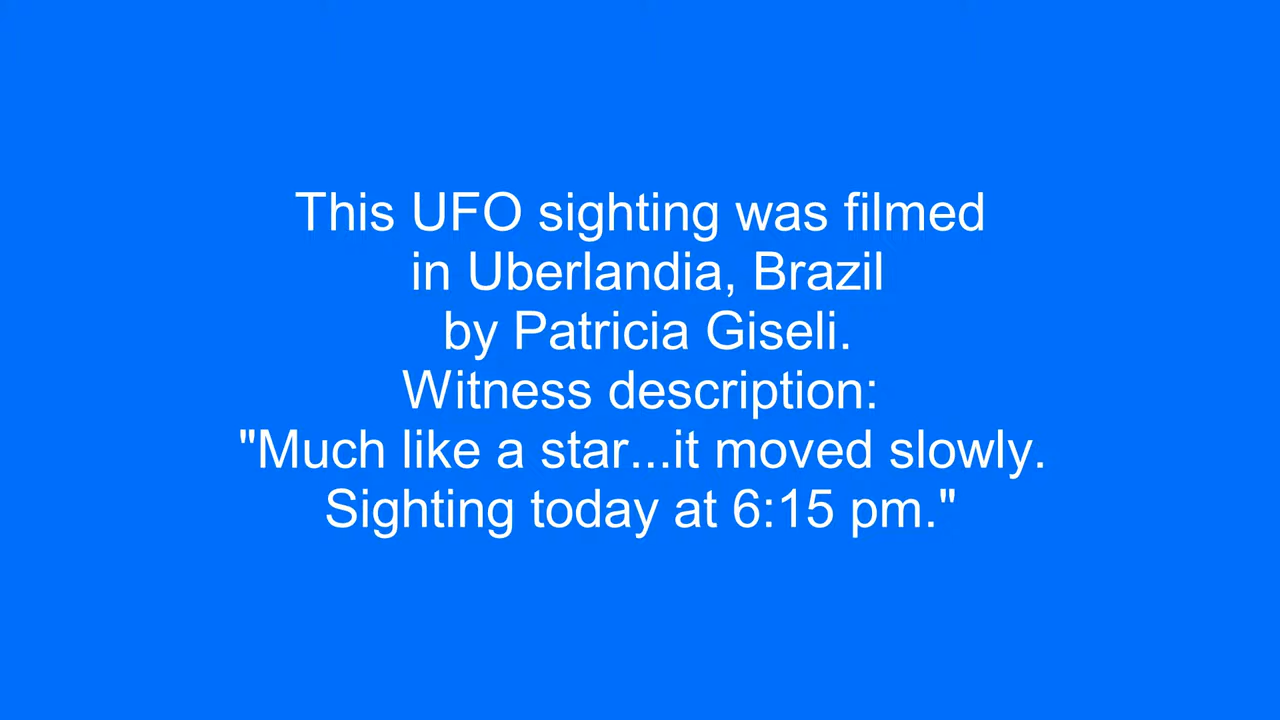 This UFO sighting was filmed
in Uberlandia, Brazil
by Patricia Giseli.
Witness description:
"Much like a star...it moved slowly.
Sighting today at 6:15 pm."